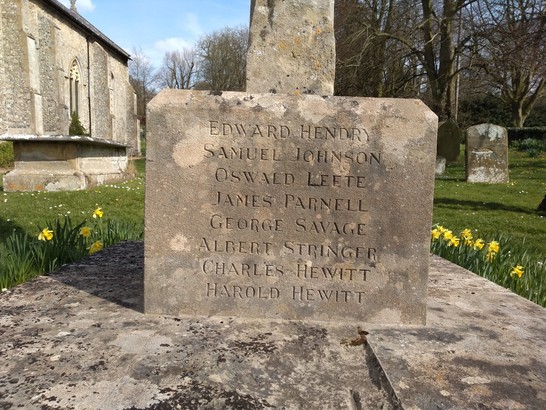 EDWARD HENDRY
SAMUEL JOHNSON
OSWALD LEETE
JAMES PARNELL
GEORGE SAVAGE
ALBERT STRINGER
CHARLES HEWITT
HAROLD HEWITT